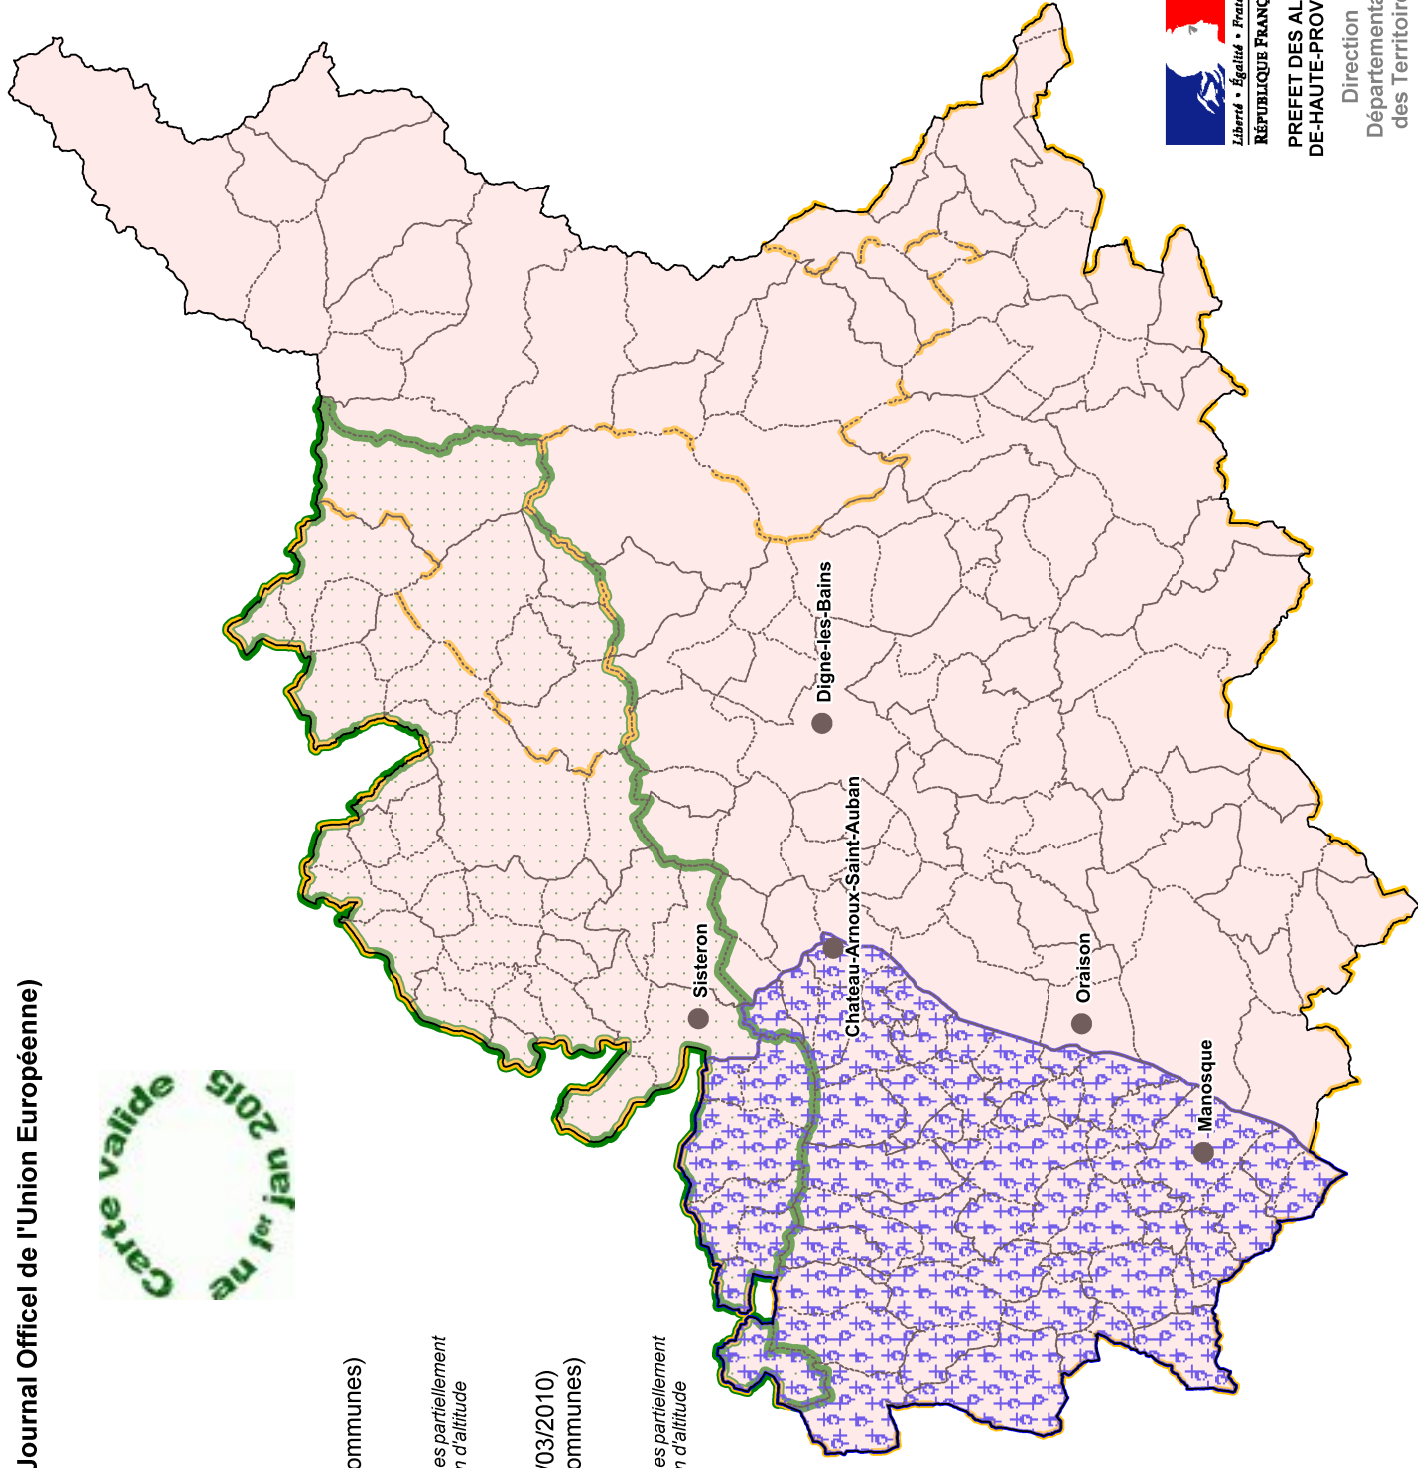 Journal Officel de l'Union Européenne)
Carte valide
au 1er jan 2015
ommunes)
es partiellement
n d'altitude
/03/2010)
ommunes)
es partiellement
n d'altitude
Sisteron
Digne-les-Bains
Chateau-Arnoux-Saint-Auban
Oraison
Manosque
Liberté • Égalité • Frat
RÉPUBLIQUE FRANÇ
PREFET DES AL
DE-HAUTE-PROV
Direction
Départementa
des Territoire